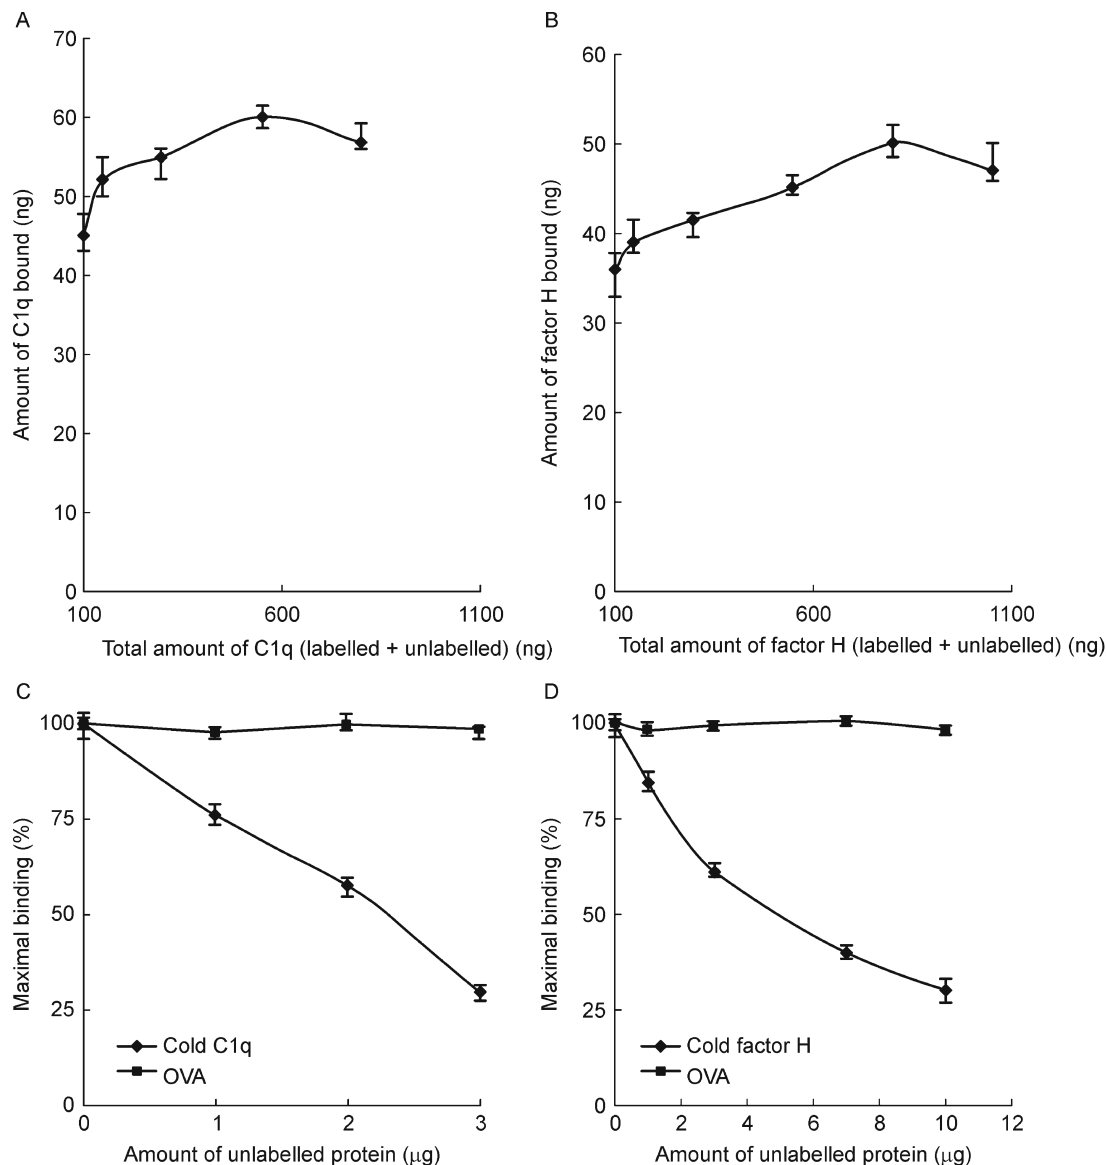 A
70
60
50
40
30
20
10
0
100
600
1100
Amount of C1q bound (ng)
Total amount of C1q (labelled + unlabelled) (ng)
B
60
50
40
30
20
10
0
100
600
1100
Amount of factor H bound (ng)
Total amount of factor H (labelled + unlabelled) (ng)
C
100
75
50
25
0
0
1
2
3
Maximal binding (%)
Cold C1q
OVA
Amount of unlabelled protein (μg)
D
100
75
50
25
0
0
2
4
6
8
10
12
Maximal binding (%)
Cold factor H
OVA
Amount of unlabelled protein (μg)